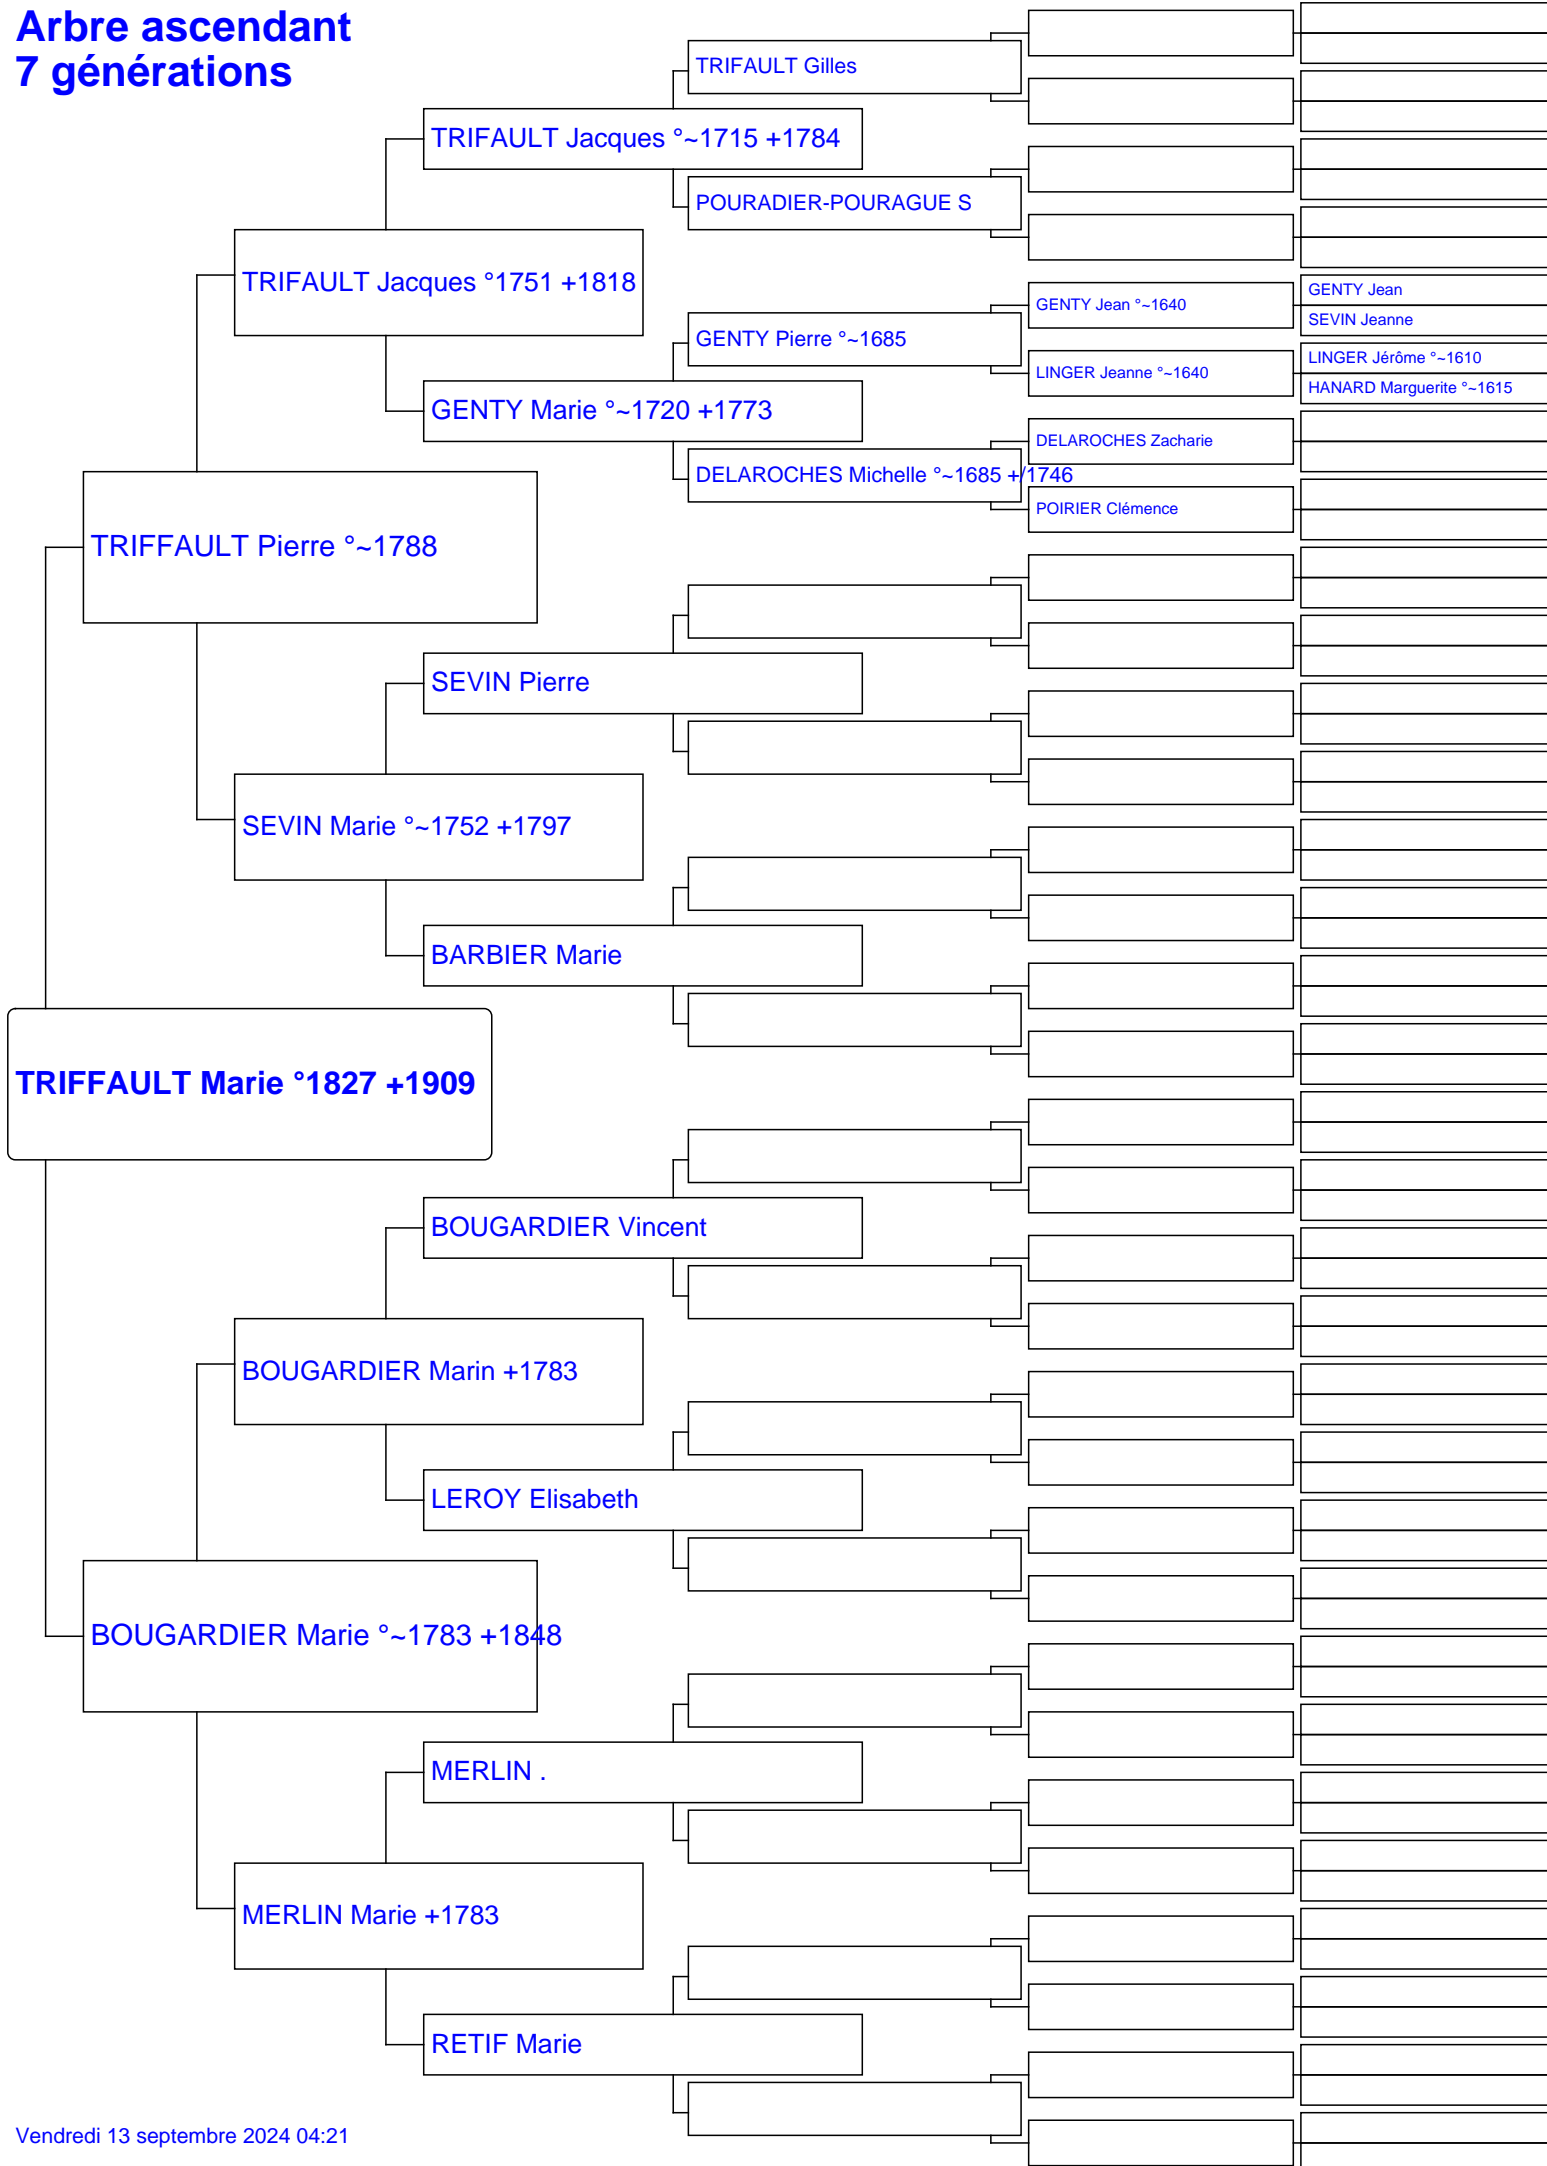 Arbre ascendant
7 générations
TRIFAULT Gilles
TRIFAULT Jacques °~1715 +1784
POURADIER-POURAGUE S
TRIFAULT Jacques °1751 +1818
GENTY Jean
GENTY Jean °~1640
SEVIN Jeanne
GENTY Pierre °~1685
LINGER Jérôme °~1610
LINGER Jeanne °~1640
HANARD Marguerite °~1615
GENTY Marie °~1720 +1773
DELAROCHES Zacharie
DELAROCHES Michelle °~1685 +/1746
POIRIER Clémence
TRIFFAULT Pierre °~1788
SEVIN Pierre
SEVIN Marie °~1752 +1797
BARBIER Marie
TRIFFAULT Marie °1827 +1909
BOUGARDIER Vincent
BOUGARDIER Marin +1783
LEROY Elisabeth
BOUGARDIER Marie °~1783 +1848
MERLIN .
MERLIN Marie +1783
RETIF Marie
Vendredi 13 septembre 2024 04:21